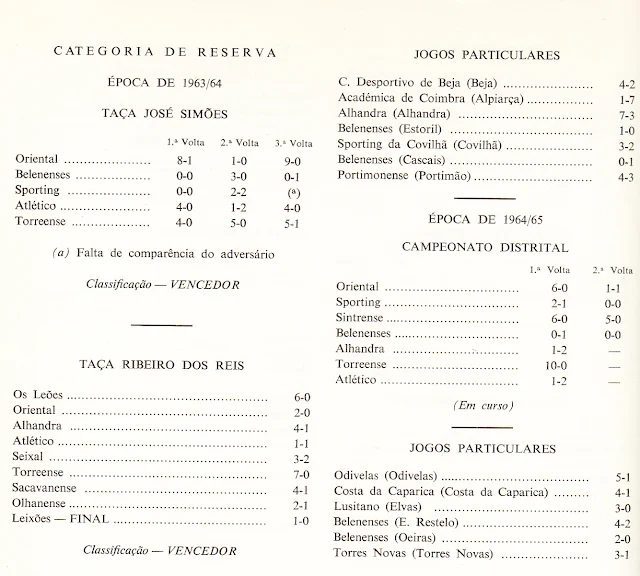 CATEGORIA DE RESERVA
ÉPOCA DE 1963/64
TAÇA JOSÉ SIMÕES
1.ª Volta 2.ª Volta 3.ª Volta
Oriental .................... 8-1 1-0 9-0
Belenenses .................... 0-0 3-0 0-1
Sporting .................... 0-0 2-2 (ª)
Atlético .................... 4-0 1-2 4-0
Torreense .................... 4-0 5-0 5-1
(a) Falta de comparência do adversário
Classificação — VENCEDOR
TAÇA RIBEIRO DOS REIS
Os Leões .................... 6-0
Oriental .................... 2-0
Alhandra .................... 4-1
Atlético .................... 1-1
Seixal .................... 3-2
Torreense .................... 7-0
Sacavanense .................... 4-1
Olhanense .................... 2-1
Leixões — FINAL .................... 1-0
Classificação — VENCEDOR
JOGOS PARTICULARES
C. Desportivo de Beja (Beja) .................... 4-2
Académica de Coimbra (Alpiarça) .................... 1-7
Alhandra (Alhandra) .................... 7-3
Belenenses (Estoril) .................... 1-0
Sporting da Covilhã (Covilhã) .................... 3-2
Belenenses (Cascais) .................... 0-1
Portimonense (Portimão) .................... 4-3
ÉPOCA DE 1964/65
CAMPEONATO DISTRITAL
1.ª Volta 2.ª Volta
Oriental .................... 6-0 1-1
Sporting .................... 2-1 0-0
Sintrense .................... 6-0 5-0
Belenenses .................... 0-1 0-0
Alhandra .................... 1-2 —
Torreense .................... 10-0 —
Atlético .................... 1-2 —
(Em curso)
JOGOS PARTICULARES
Odivelas (Odivelas) .................... 5-1
Costa da Caparica (Costa da Caparica) .................... 4-1
Lusitano (Elvas) .................... 3-0
Belenenses (E. Restelo) .................... 4-2
Belenenses (Oeiras) .................... 2-0
Torres Novas (Torres Novas) .................... 3-1